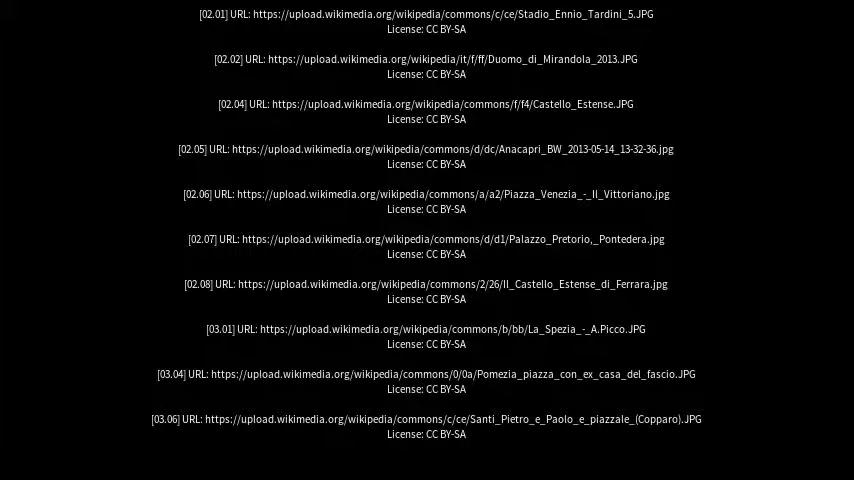 [02.01] URL: https://upload.wikimedia.org/wikipedia/commons/c/ce/Stadio_Ennio_Tardini_5.JPG
License: CC BY-SA
[02.02] URL: https://upload.wikimedia.org/wikipedia/it/f/ff/Duomo_di_Mirandola_2013.JPG
License: CC BY-SA
[02.04] URL: https://upload.wikimedia.org/wikipedia/commons/f/f4/Castello_Estense.JPG
License: CC BY-SA
[02.05] URL: https://upload.wikimedia.org/wikipedia/commons/d/dc/Anacapri_BW_2013-05-14_13-32-36.jpg
License: CC BY-SA
[02.06] URL: https://upload.wikimedia.org/wikipedia/commons/a/a2/Piazza_Venezia_-_Il_Vittoriano.jpg
License: CC BY-SA
[02.07] URL: https://upload.wikimedia.org/wikipedia/commons/d/d1/Palazzo_Pretorio,_Pontedera.jpg
License: CC BY-SA
[02.08] URL: https://upload.wikimedia.org/wikipedia/commons/2/26/Il_Castello_Estense_di_Ferrara.jpg
License: CC BY-SA
[03.01] URL: https://upload.wikimedia.org/wikipedia/commons/b/bb/La_Spezia_-_A.Picco.JPG
License: CC BY-SA
[03.04] URL: https://upload.wikimedia.org/wikipedia/commons/0/0a/Pomezia_piazza_con_ex_casa_del_fascio.JPG
License: CC BY-SA
[03.06] URL: https://upload.wikimedia.org/wikipedia/commons/c/ce/Santi_Pietro_e_Paolo_e_piazzale_(Copparo).JPG
License: CC BY-SA